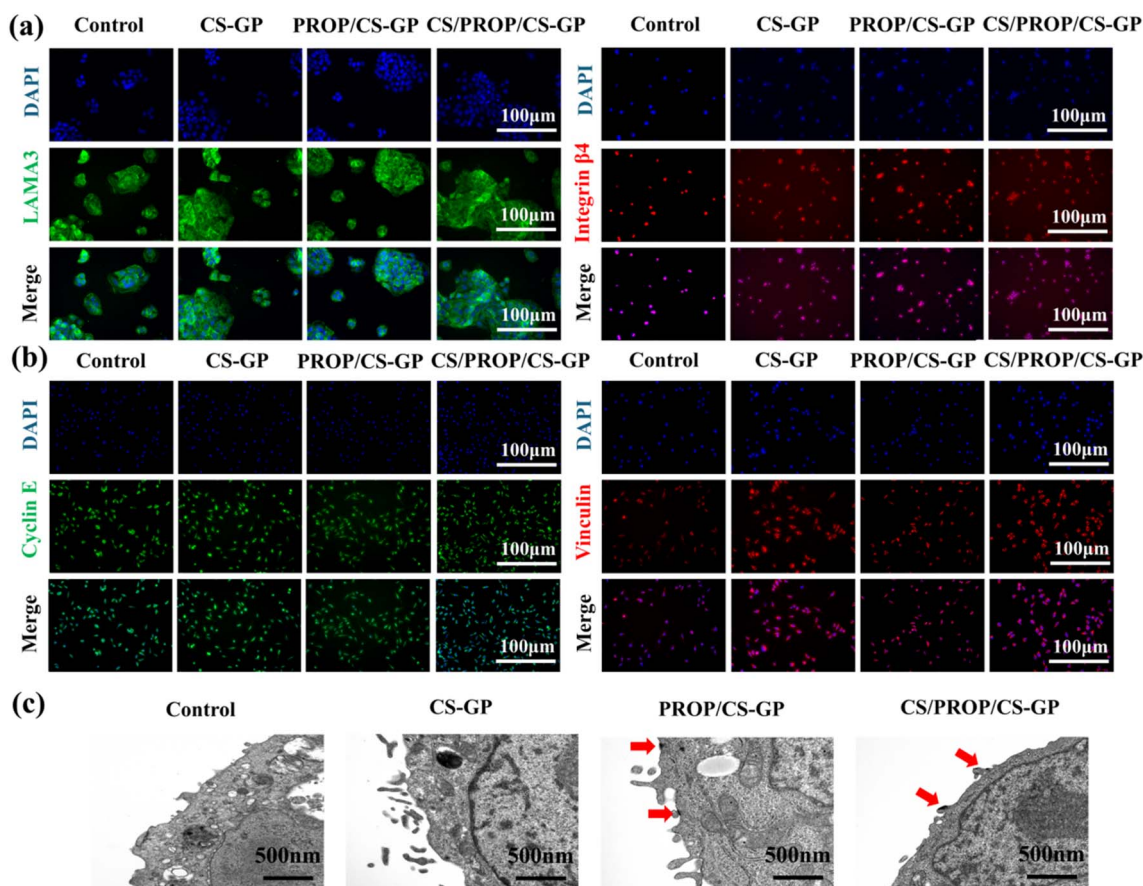 (a)
Control CS-GP PROP/CS-GP CS/PROP/CS-GP
DAPI
100µm
LAMA3
100µm
Merge
100µm
Control CS-GP PROP/CS-GP CS/PROP/CS-GP
DAPI
100µm
Integrin β4
100µm
Merge
100µm
(b)
Control CS-GP PROP/CS-GP CS/PROP/CS-GP
DAPI
100µm
Cyclin E
100µm
Merge
100µm
Control CS-GP PROP/CS-GP CS/PROP/CS-GP
DAPI
100µm
Vinculin
100µm
Merge
100µm
(c)
Control CS-GP PROP/CS-GP CS/PROP/CS-GP
500nm 500nm 500nm 500nm